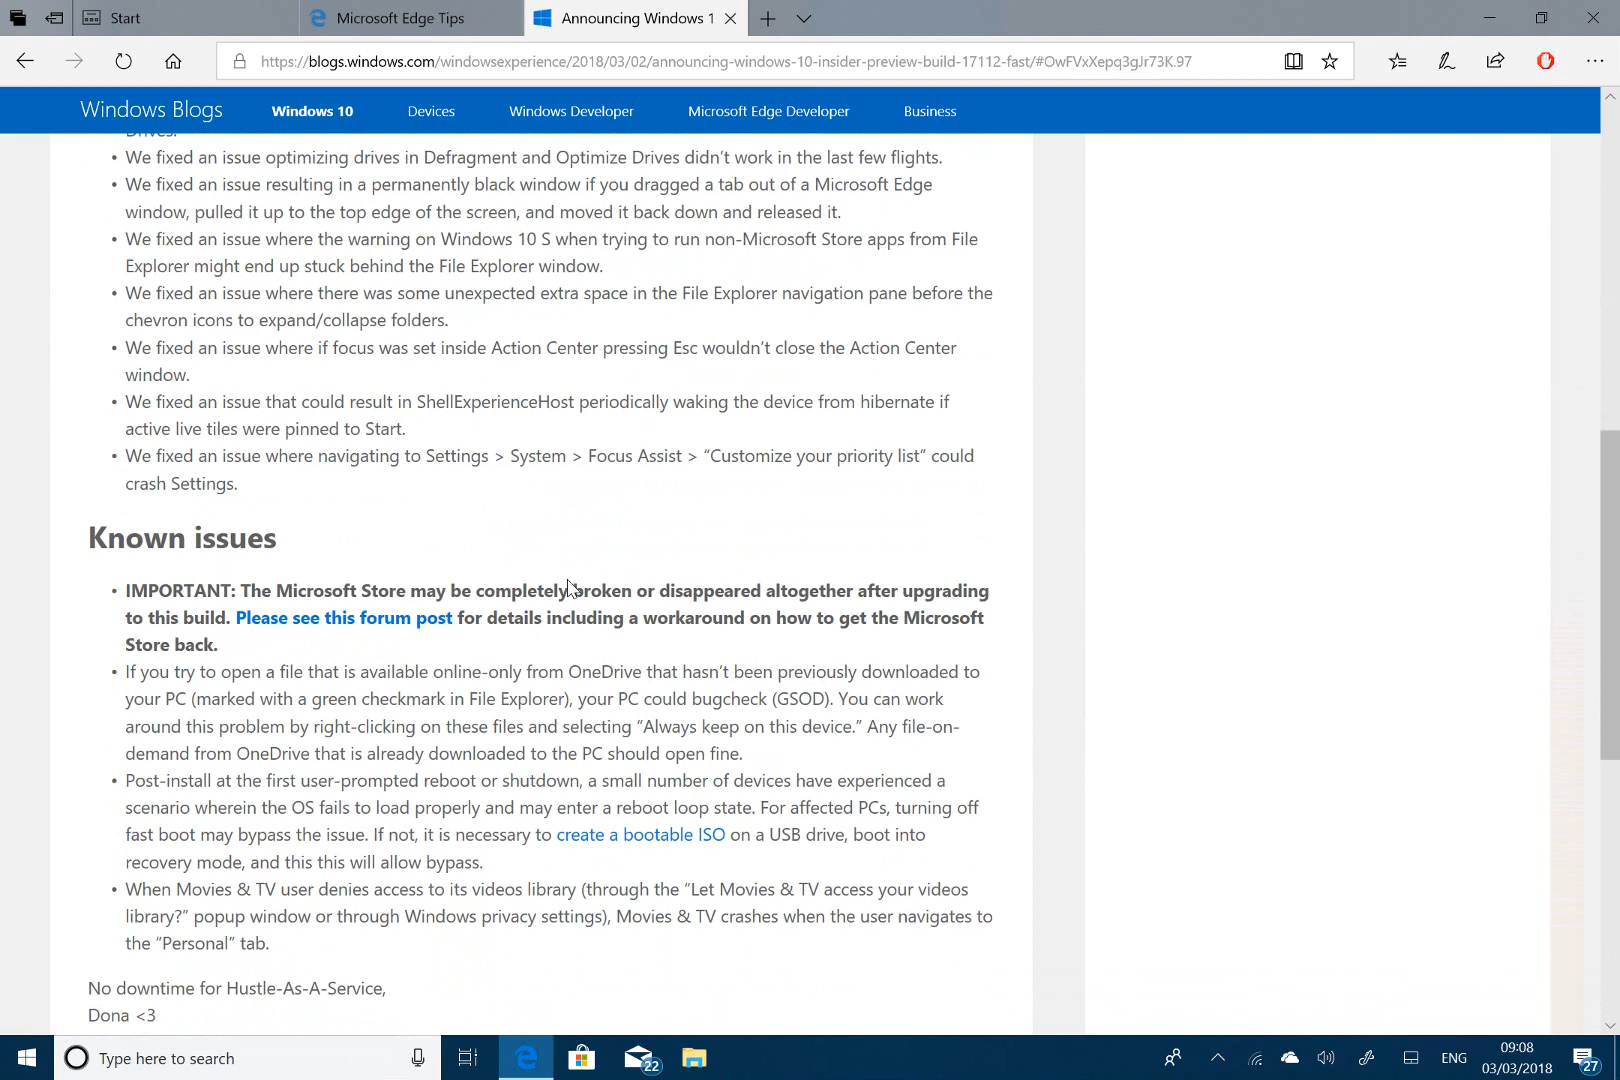 Start
Microsoft Edge Tips
Announcing Windows 1
https://blogs.windows.com/windowsexperience/2018/03/02/announcing-windows-10-insider-preview-build-17112-fast/#OwFVxXepq3gJr73K.97
Windows Blogs Windows 10 Devices Windows Developer Microsoft Edge Developer Business
Drives.
• We fixed an issue optimizing drives in Defragment and Optimize Drives didn’t work in the last few flights.
• We fixed an issue resulting in a permanently black window if you dragged a tab out of a Microsoft Edge
window, pulled it up to the top edge of the screen, and moved it back down and released it.
• We fixed an issue where the warning on Windows 10 S when trying to run non-Microsoft Store apps from File
Explorer might end up stuck behind the File Explorer window.
• We fixed an issue where there was some unexpected extra space in the File Explorer navigation pane before the
chevron icons to expand/collapse folders.
• We fixed an issue where if focus was set inside Action Center pressing Esc wouldn’t close the Action Center
window.
• We fixed an issue that could result in ShellExperienceHost periodically waking the device from hibernate if
active live tiles were pinned to Start.
• We fixed an issue where navigating to Settings > System > Focus Assist > “Customize your priority list” could
crash Settings.
Known issues
• IMPORTANT: The Microsoft Store may be completely broken or disappeared altogether after upgrading
to this build. Please see this forum post for details including a workaround on how to get the Microsoft
Store back.
• If you try to open a file that is available online-only from OneDrive that hasn’t been previously downloaded to
your PC (marked with a green checkmark in File Explorer), your PC could bugcheck (GSOD). You can work
around this problem by right-clicking on these files and selecting “Always keep on this device.” Any file-on-
demand from OneDrive that is already downloaded to the PC should open fine.
• Post-install at the first user-prompted reboot or shutdown, a small number of devices have experienced a
scenario wherein the OS fails to load properly and may enter a reboot loop state. For affected PCs, turning off
fast boot may bypass the issue. If not, it is necessary to create a bootable ISO on a USB drive, boot into
recovery mode, and this this will allow bypass.
• When Movies & TV user denies access to its videos library (through the “Let Movies & TV access your videos
library?” popup window or through Windows privacy settings), Movies & TV crashes when the user navigates to
the “Personal” tab.
No downtime for Hustle-As-A-Service,
Dona <3
Type here to search
22
ENG
09:08
03/03/2018
27